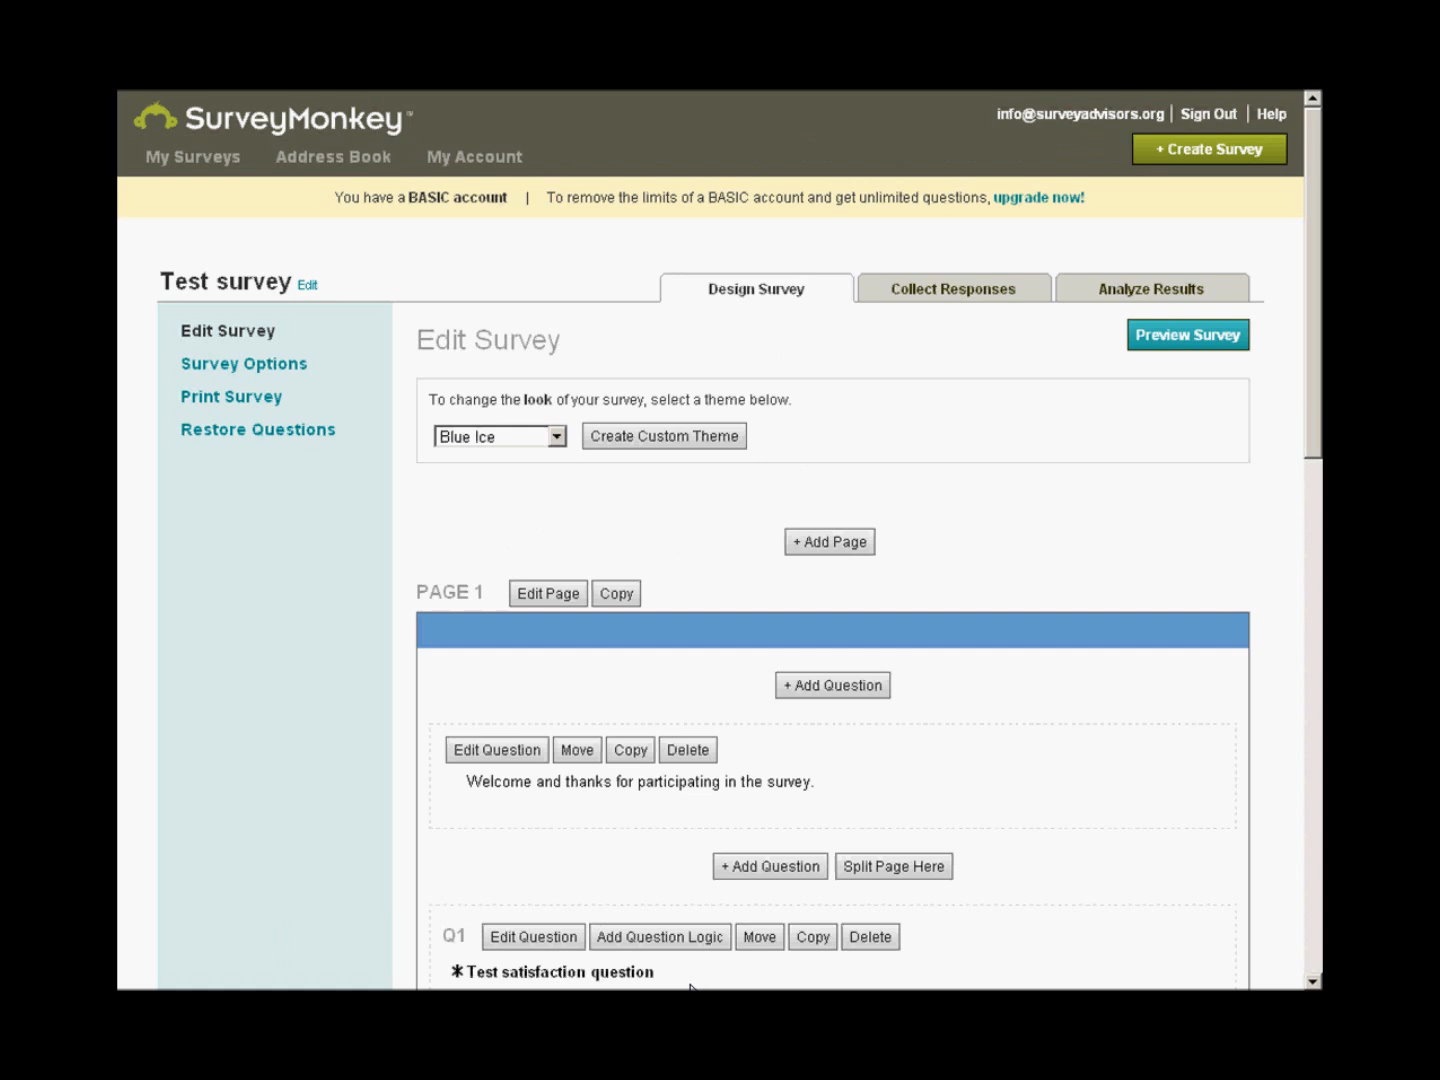 SurveyMonkey™
info@surveyadvisors.org | Sign Out | Help
My Surveys Address Book My Account
+ Create Survey
You have a BASIC account | To remove the limits of a BASIC account and get unlimited questions, upgrade now!
Test survey Edit
Design Survey Collect Responses Analyze Results
Edit Survey
Survey Options
Print Survey
Restore Questions
Edit Survey
Preview Survey
To change the look of your survey, select a theme below.
Blue Ice Create Custom Theme
+ Add Page
PAGE 1 Edit Page Copy
+ Add Question
Edit Question Move Copy Delete
Welcome and thanks for participating in the survey.
+ Add Question Split Page Here
Q1 Edit Question Add Question Logic Move Copy Delete
* Test satisfaction question